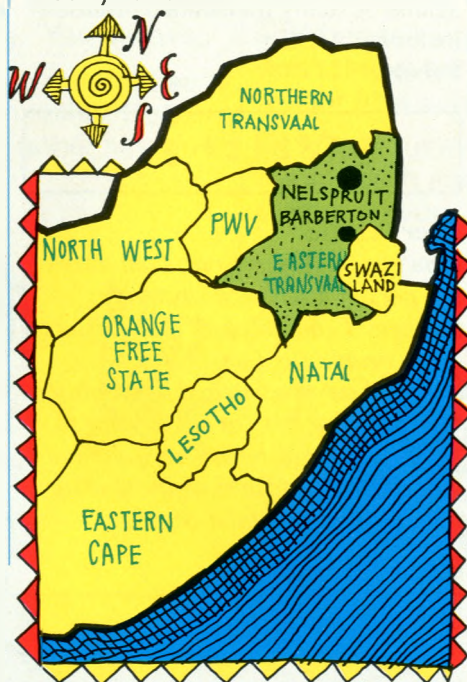 N
W E
S
NORTHERN
TRANSVAAL
NELSPRUIT
BARBERTON
PWV
NORTH WEST
EASTERN
TRANSVAAL
SWAZI
LAND
ORANGE
FREE
STATE
NATAL
LESOTHO
EASTERN
CAPE